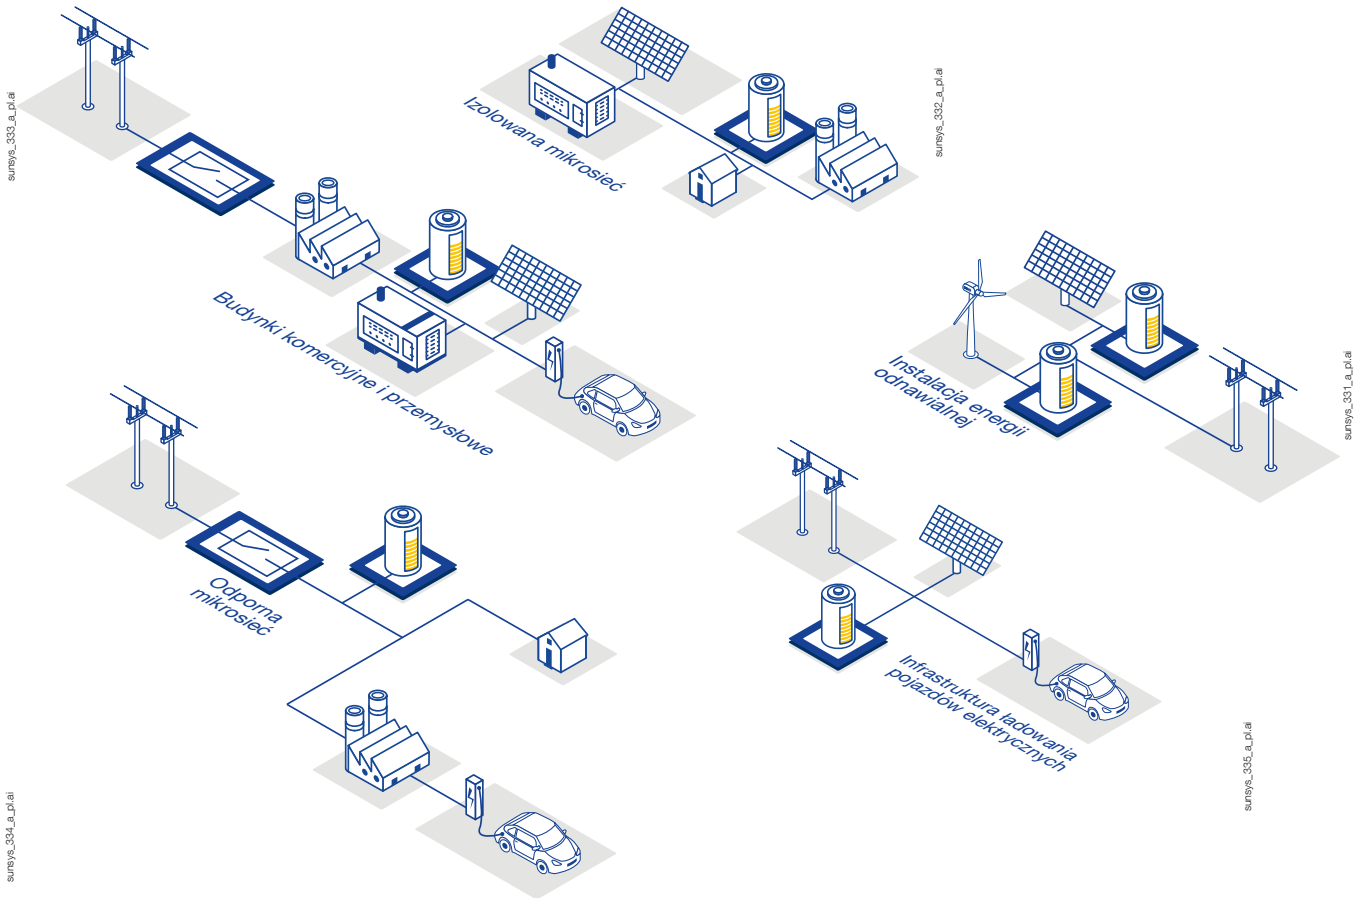 sunsys_333_a_pl.ai
Izolowana mikrosieć
sunsys_332_a_pl.ai
Budynki komercyjne i przemysłowe
Instalacja energii
odnawialnej
sunsys_331_a_pl.ai
Odporna
mikrosieć
Infrastruktura ładowania
pojazdów elektrycznych
sunsys_335_a_pl.ai
sunsys_334_a_pl.ai